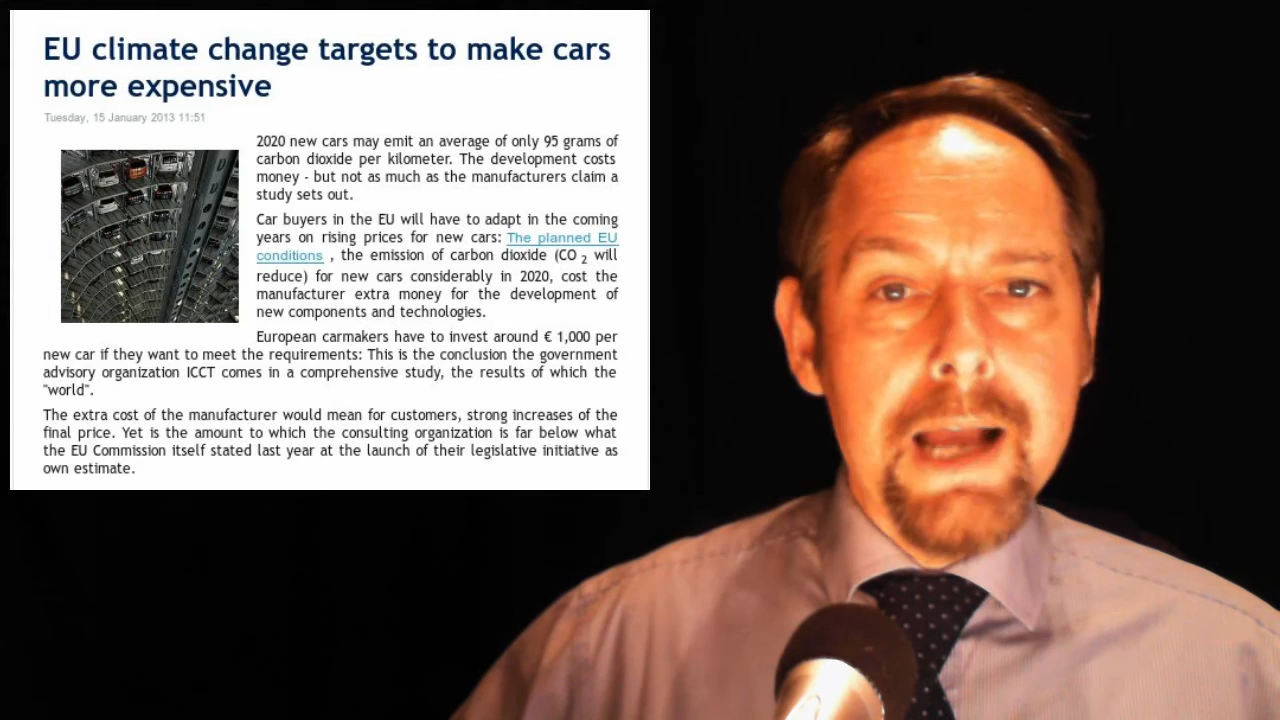 EU climate change targets to make cars
more expensive
Tuesday, 15 January 2013 11:51
2020 new cars may emit an average of only 95 grams of
carbon dioxide per kilometer. The development costs
money - but not as much as the manufacturers claim a
study sets out.
Car buyers in the EU will have to adapt in the coming
years on rising prices for new cars: The planned EU
conditions , the emission of carbon dioxide (CO 2 will
reduce) for new cars considerably in 2020, cost the
manufacturer extra money for the development of
new components and technologies.
European carmakers have to invest around € 1,000 per
new car if they want to meet the requirements: This is the conclusion the government
advisory organization ICCT comes in a comprehensive study, the results of which the
"world".
The extra cost of the manufacturer would mean for customers, strong increases of the
final price. Yet is the amount to which the consulting organization is far below what
the EU Commission itself stated last year at the launch of their legislative initiative as
own estimate.